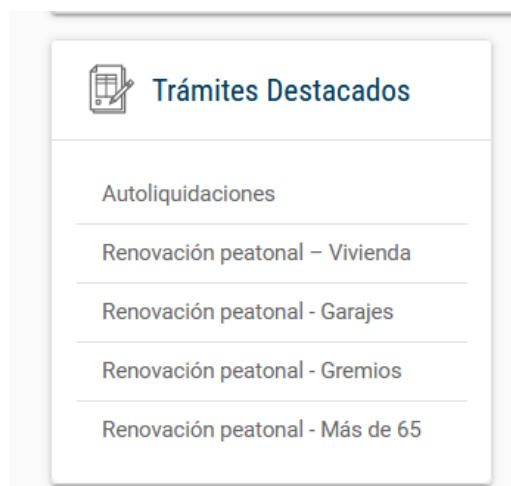 Trámites Destacados
Autoliquidaciones
Renovación peatonal – Vivienda
Renovación peatonal - Garajes
Renovación peatonal - Gremios
Renovación peatonal - Más de 65